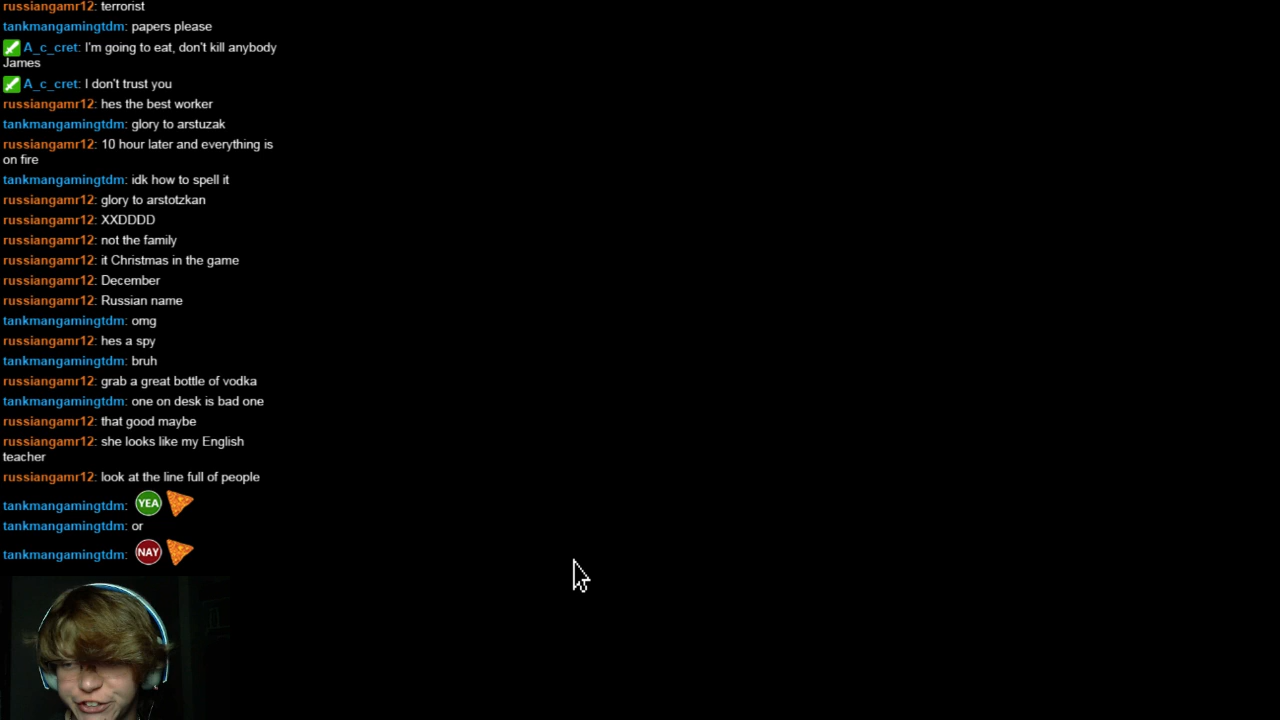 russiangamr12: terrorist
tankmangamingtdm: papers please
A_c_cret: I'm going to eat, don't kill anybody
James
A_c_cret: I don't trust you
russiangamr12: hes the best worker
tankmangamingtdm: glory to arstuzak
russiangamr12: 10 hour later and everything is
on fire
tankmangamingtdm: idk how to spell it
russiangamr12: glory to arstotzkan
russiangamr12: XXDDDD
russiangamr12: not the family
russiangamr12: it Christmas in the game
russiangamr12: December
russiangamr12: Russian name
tankmangamingtdm: omg
russiangamr12: hes a spy
tankmangamingtdm: bruh
russiangamr12: grab a great bottle of vodka
tankmangamingtdm: one on desk is bad one
russiangamr12: that good maybe
russiangamr12: she looks like my English
teacher
russiangamr12: look at the line full of people
tankmangamingtdm: YEA
tankmangamingtdm: or
tankmangamingtdm: NAY